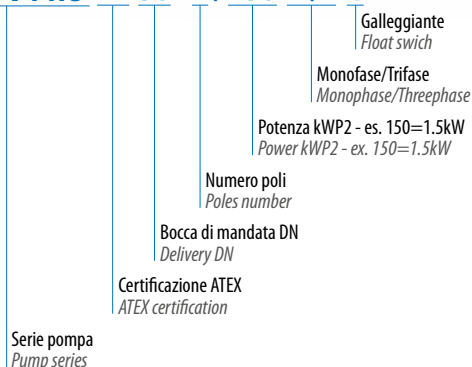 Galleggiante
Float swich
Monofase/Trifase
Monophase/Threephase
Potenza kWP2 - es. 150=1.5kW
Power kWP2 - ex. 150=1.5kW
Numero poli
Poles number
Bocca di mandata DN
Delivery DN
Certificazione ATEX
ATEX certification
Serie pompa
Pump series